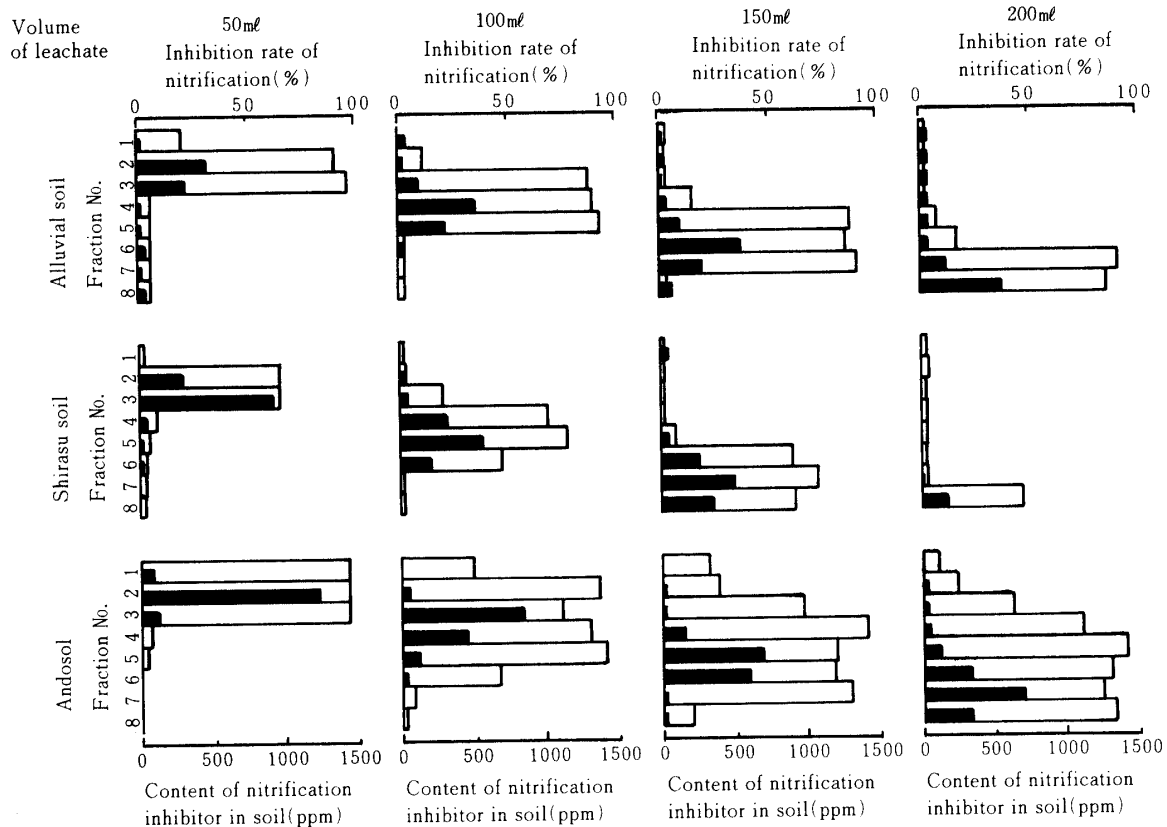 Volume
of leachate
50mℓ
Inhibition rate of
nitrification(%)
0 50 100
100mℓ
Inhibition rate of
nitrification(%)
0 50 100
150mℓ
Inhibition rate of
nitrification(%)
0 50 100
200mℓ
Inhibition rate of
nitrification(%)
0 50 100
Alluvial soil
Fraction No.
1
2
3
4
5
6
7
8
Shirasu soil
Fraction No.
1
2
3
4
5
6
7
8
Andosol
Fraction No.
1
2
3
4
5
6
7
8
0 500 1000 1500
Content of nitrification
inhibitor in soil(ppm)
0 500 1000 1500
Content of nitrification
inhibitor in soil(ppm)
0 500 1000 1500
Content of nitrification
inhibitor in soil(ppm)
0 500 1000 1500
Content of nitrification
inhibitor in soil(ppm)